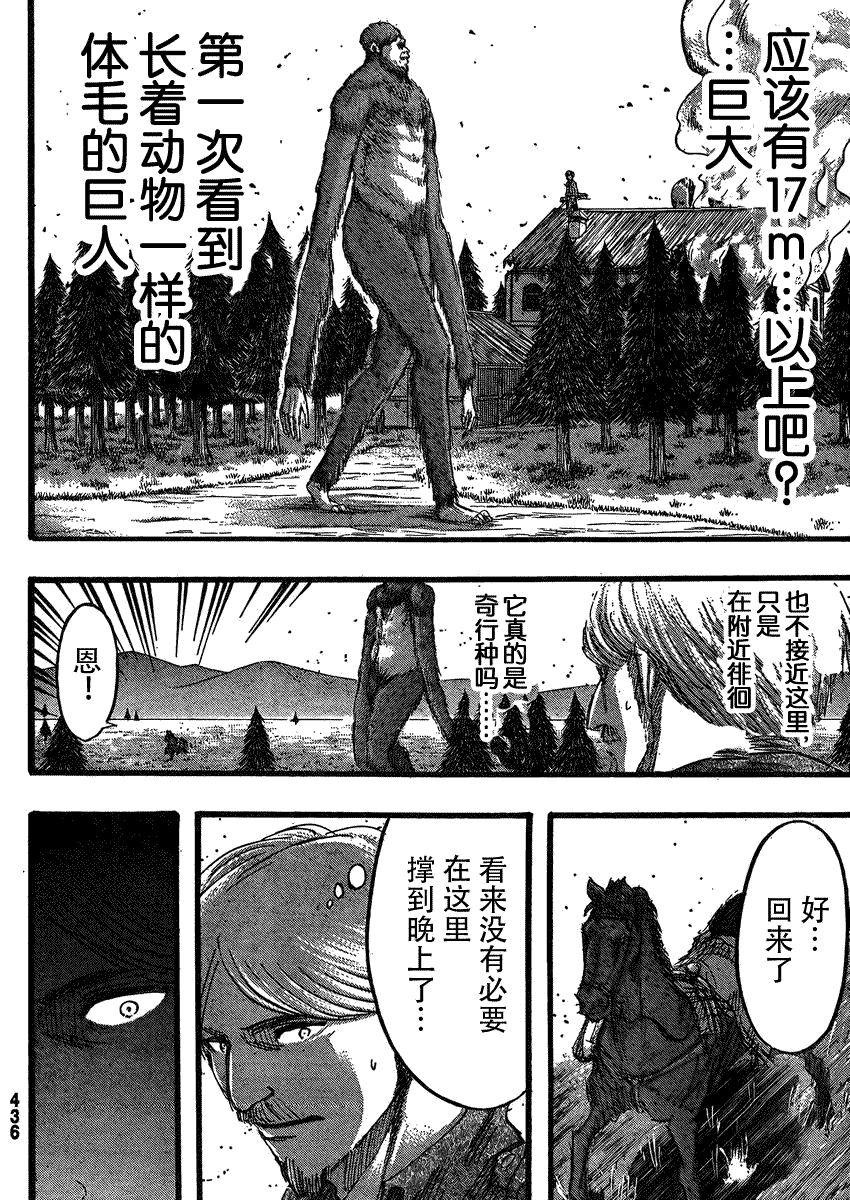 应该有17m…以上吧?
…巨大
第一次看到
长着动物一样的
体毛的巨人
也不接近这里,
只是
在附近徘徊
它真的是
奇行种吗……
恩!
好…
回来了
看来没有必要
在这里
撑到晚上了…
436